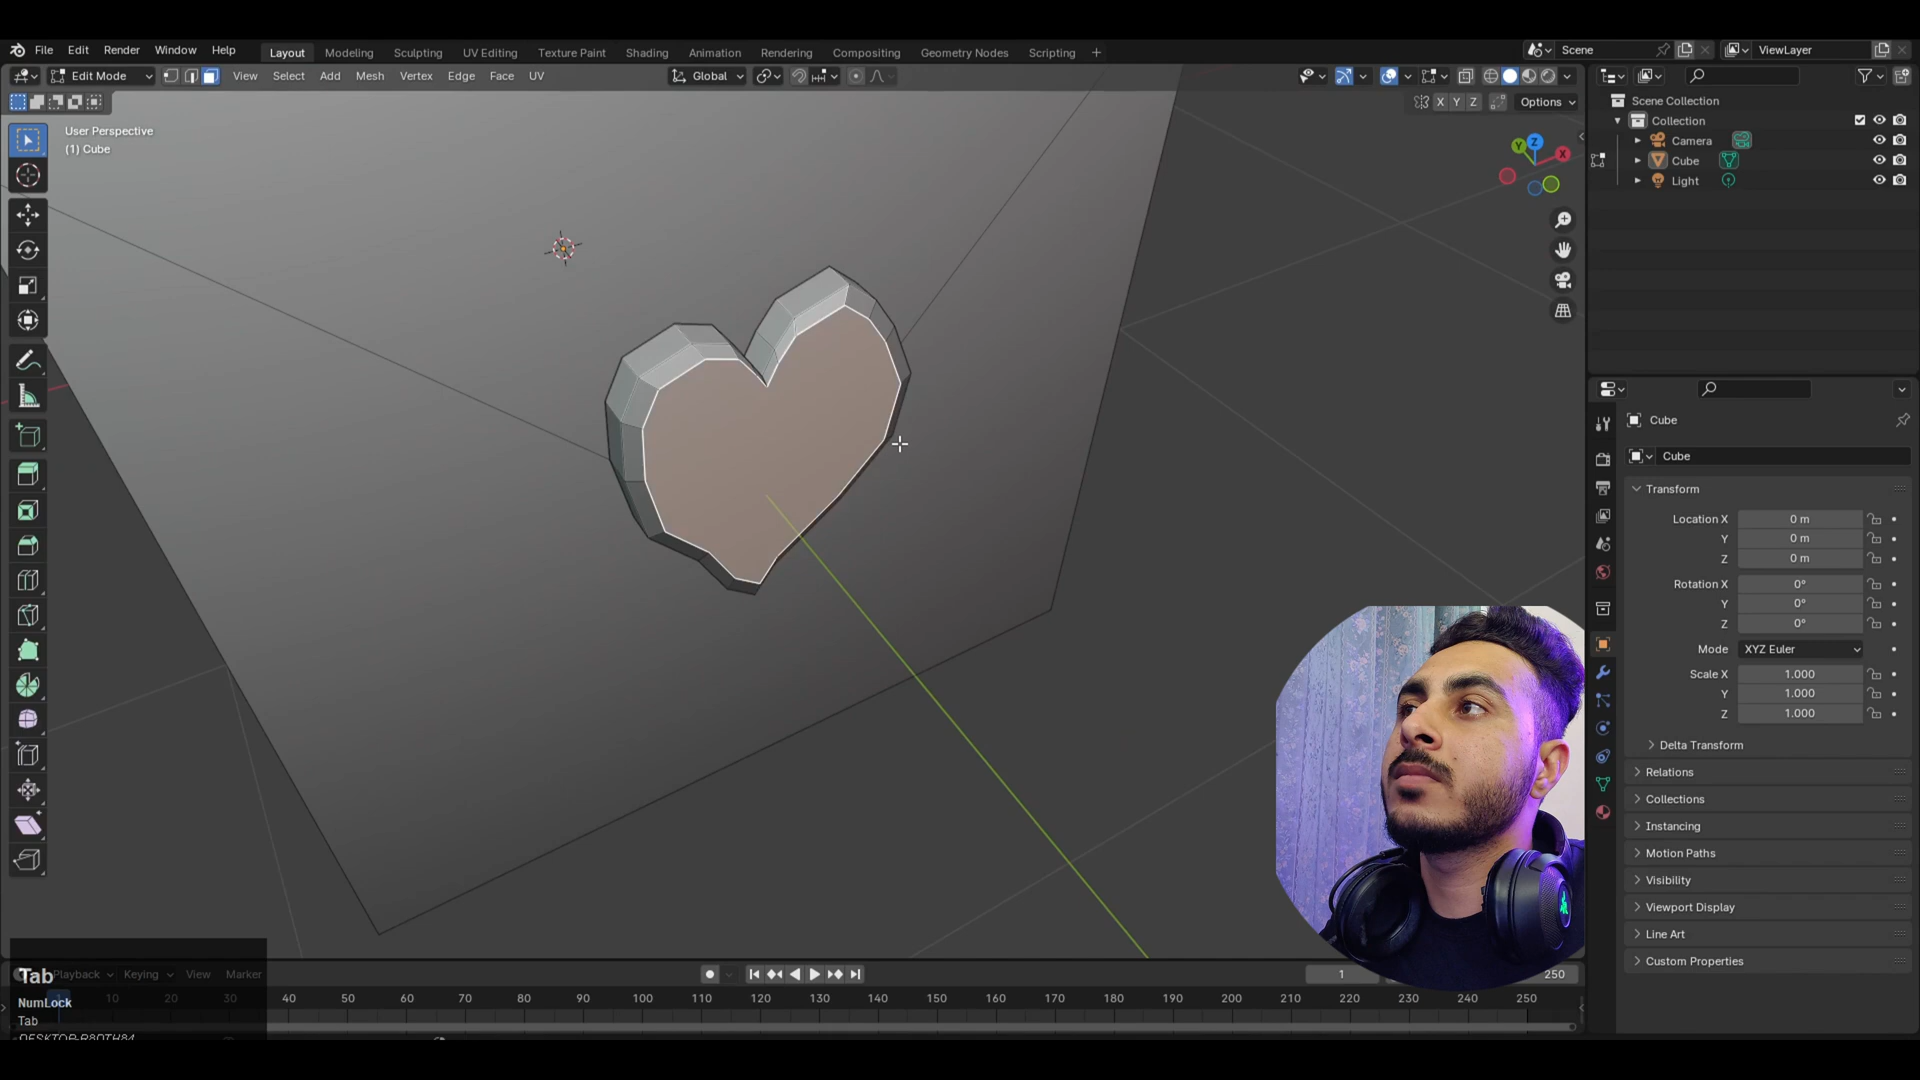 File Edit Render Window Help Layout Modeling Sculpting UV Editing Texture Paint Shading Animation Rendering Compositing Geometry Nodes Scripting + Scene ViewLayer
Edit Mode View Select Add Mesh Vertex Edge Face UV Global
X Y Z Options
User Perspective
(1) Cube
Z
Y
X
Scene Collection
Collection
Camera
Cube
Light
Cube
Cube
Transform
Location X 0 m
Y 0 m
Z 0 m
Rotation X 0°
Y 0°
Z 0°
Mode XYZ Euler
Scale X 1.000
Y 1.000
Z 1.000
Delta Transform
Relations
Collections
Instancing
Motion Paths
Visibility
Viewport Display
Line Art
Custom Properties
Tab
Playback Keying View Marker 1 250
NumLock
10 20 30 40 50 60 70 80 90 100 110 120 130 140 150 160 170 180 190 200 210 220 230 240 250
Tab